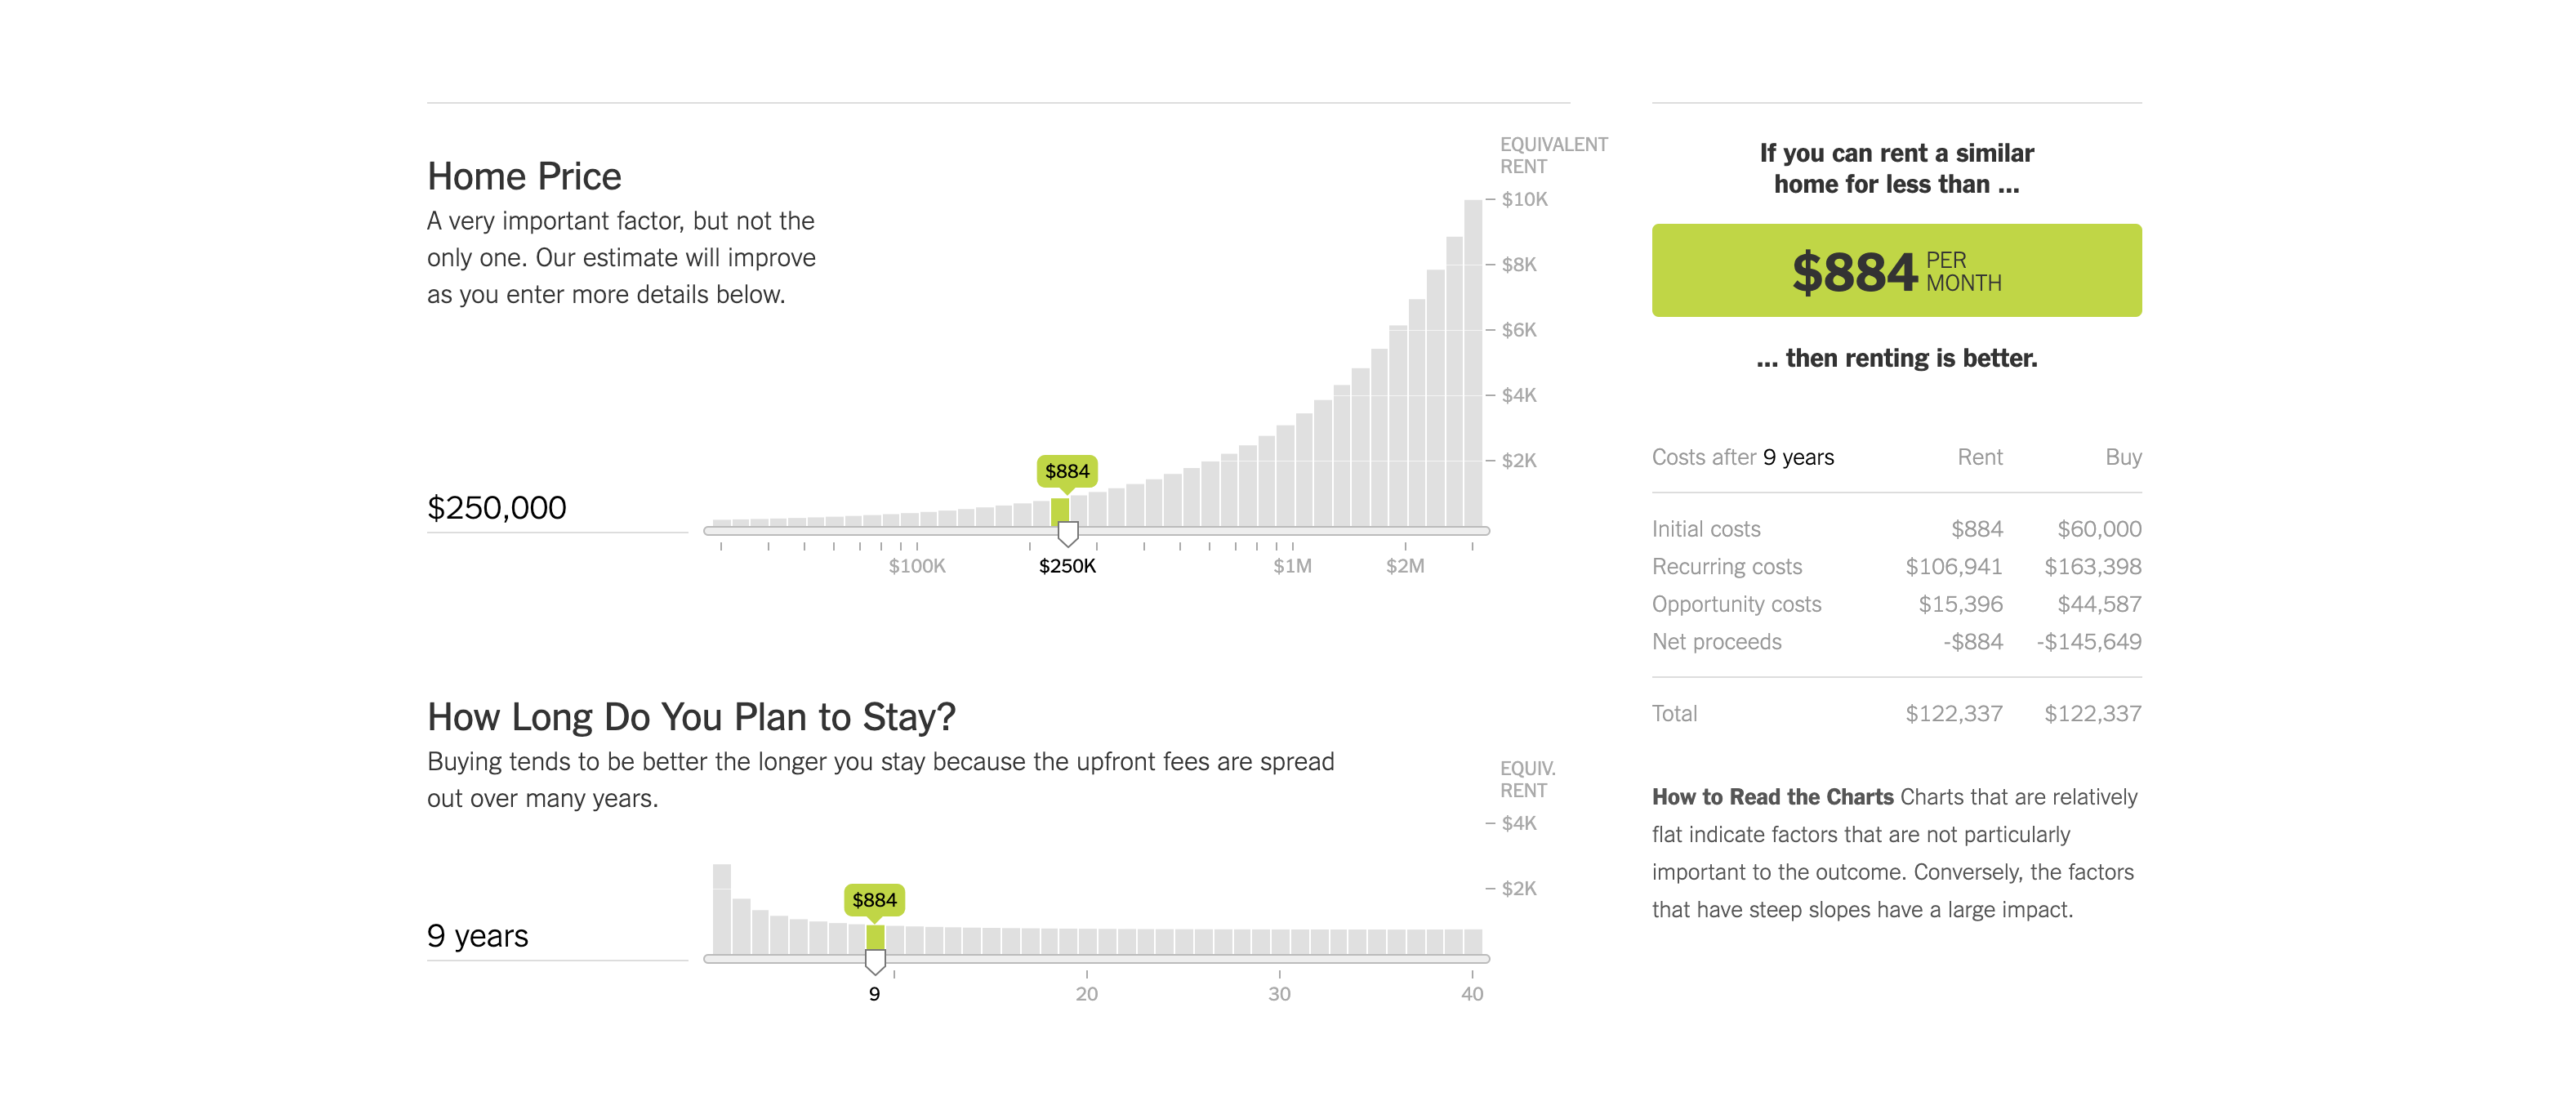 Home Price
A very important factor, but not the
only one. Our estimate will improve
as you enter more details below.
$250,000
EQUIVALENT
RENT
$10K
$8K
$6K
$4K
$2K
$884
$100K
$250K
$1M
$2M
How Long Do You Plan to Stay?
Buying tends to be better the longer you stay because the upfront fees are spread
out over many years.
9 years
EQUIV.
RENT
$4K
$2K
$884
9
20
30
40
If you can rent a similar
home for less than ...
$884 PER
MONTH
... then renting is better.
Costs after 9 years Rent Buy
Initial costs $884 $60,000
Recurring costs $106,941 $163,398
Opportunity costs $15,396 $44,587
Net proceeds -$884 -$145,649
Total $122,337 $122,337
How to Read the Charts Charts that are relatively
flat indicate factors that are not particularly
important to the outcome. Conversely, the factors
that have steep slopes have a large impact.